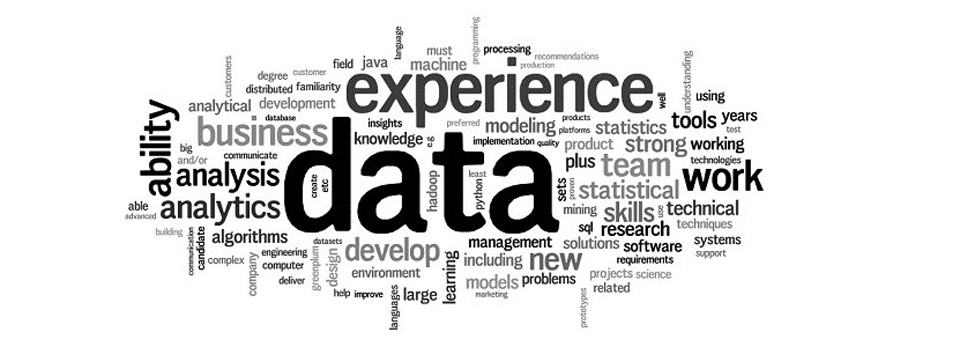 programming
language
must
processing
recommendations
production
field
java
machine
customers
degree
customer
experience
understanding
distributed
familiarity
well
using
analytical
development
ability
database
insights
preferred
modeling
products
platforms
statistics
tools
years
test
business
knowledge
e.g
implementation
quality
product
strong
working
big
and/or
communicate
data
plus
team
technologies
analysis
create
etc
hadoop
least
python
sets
proven
statistical
work
able
advanced
analytics
mining
skills
use
technical
building
communication
candidate
algorithms
datasets
develop
management
sql
research
techniques
solutions
software
systems
support
complex
company
engineering
computer
deliver
greenplum
design
environment
learning
including
new
requirements
models
problems
projects
science
related
help
improve
languages
large
marketing
prototypes